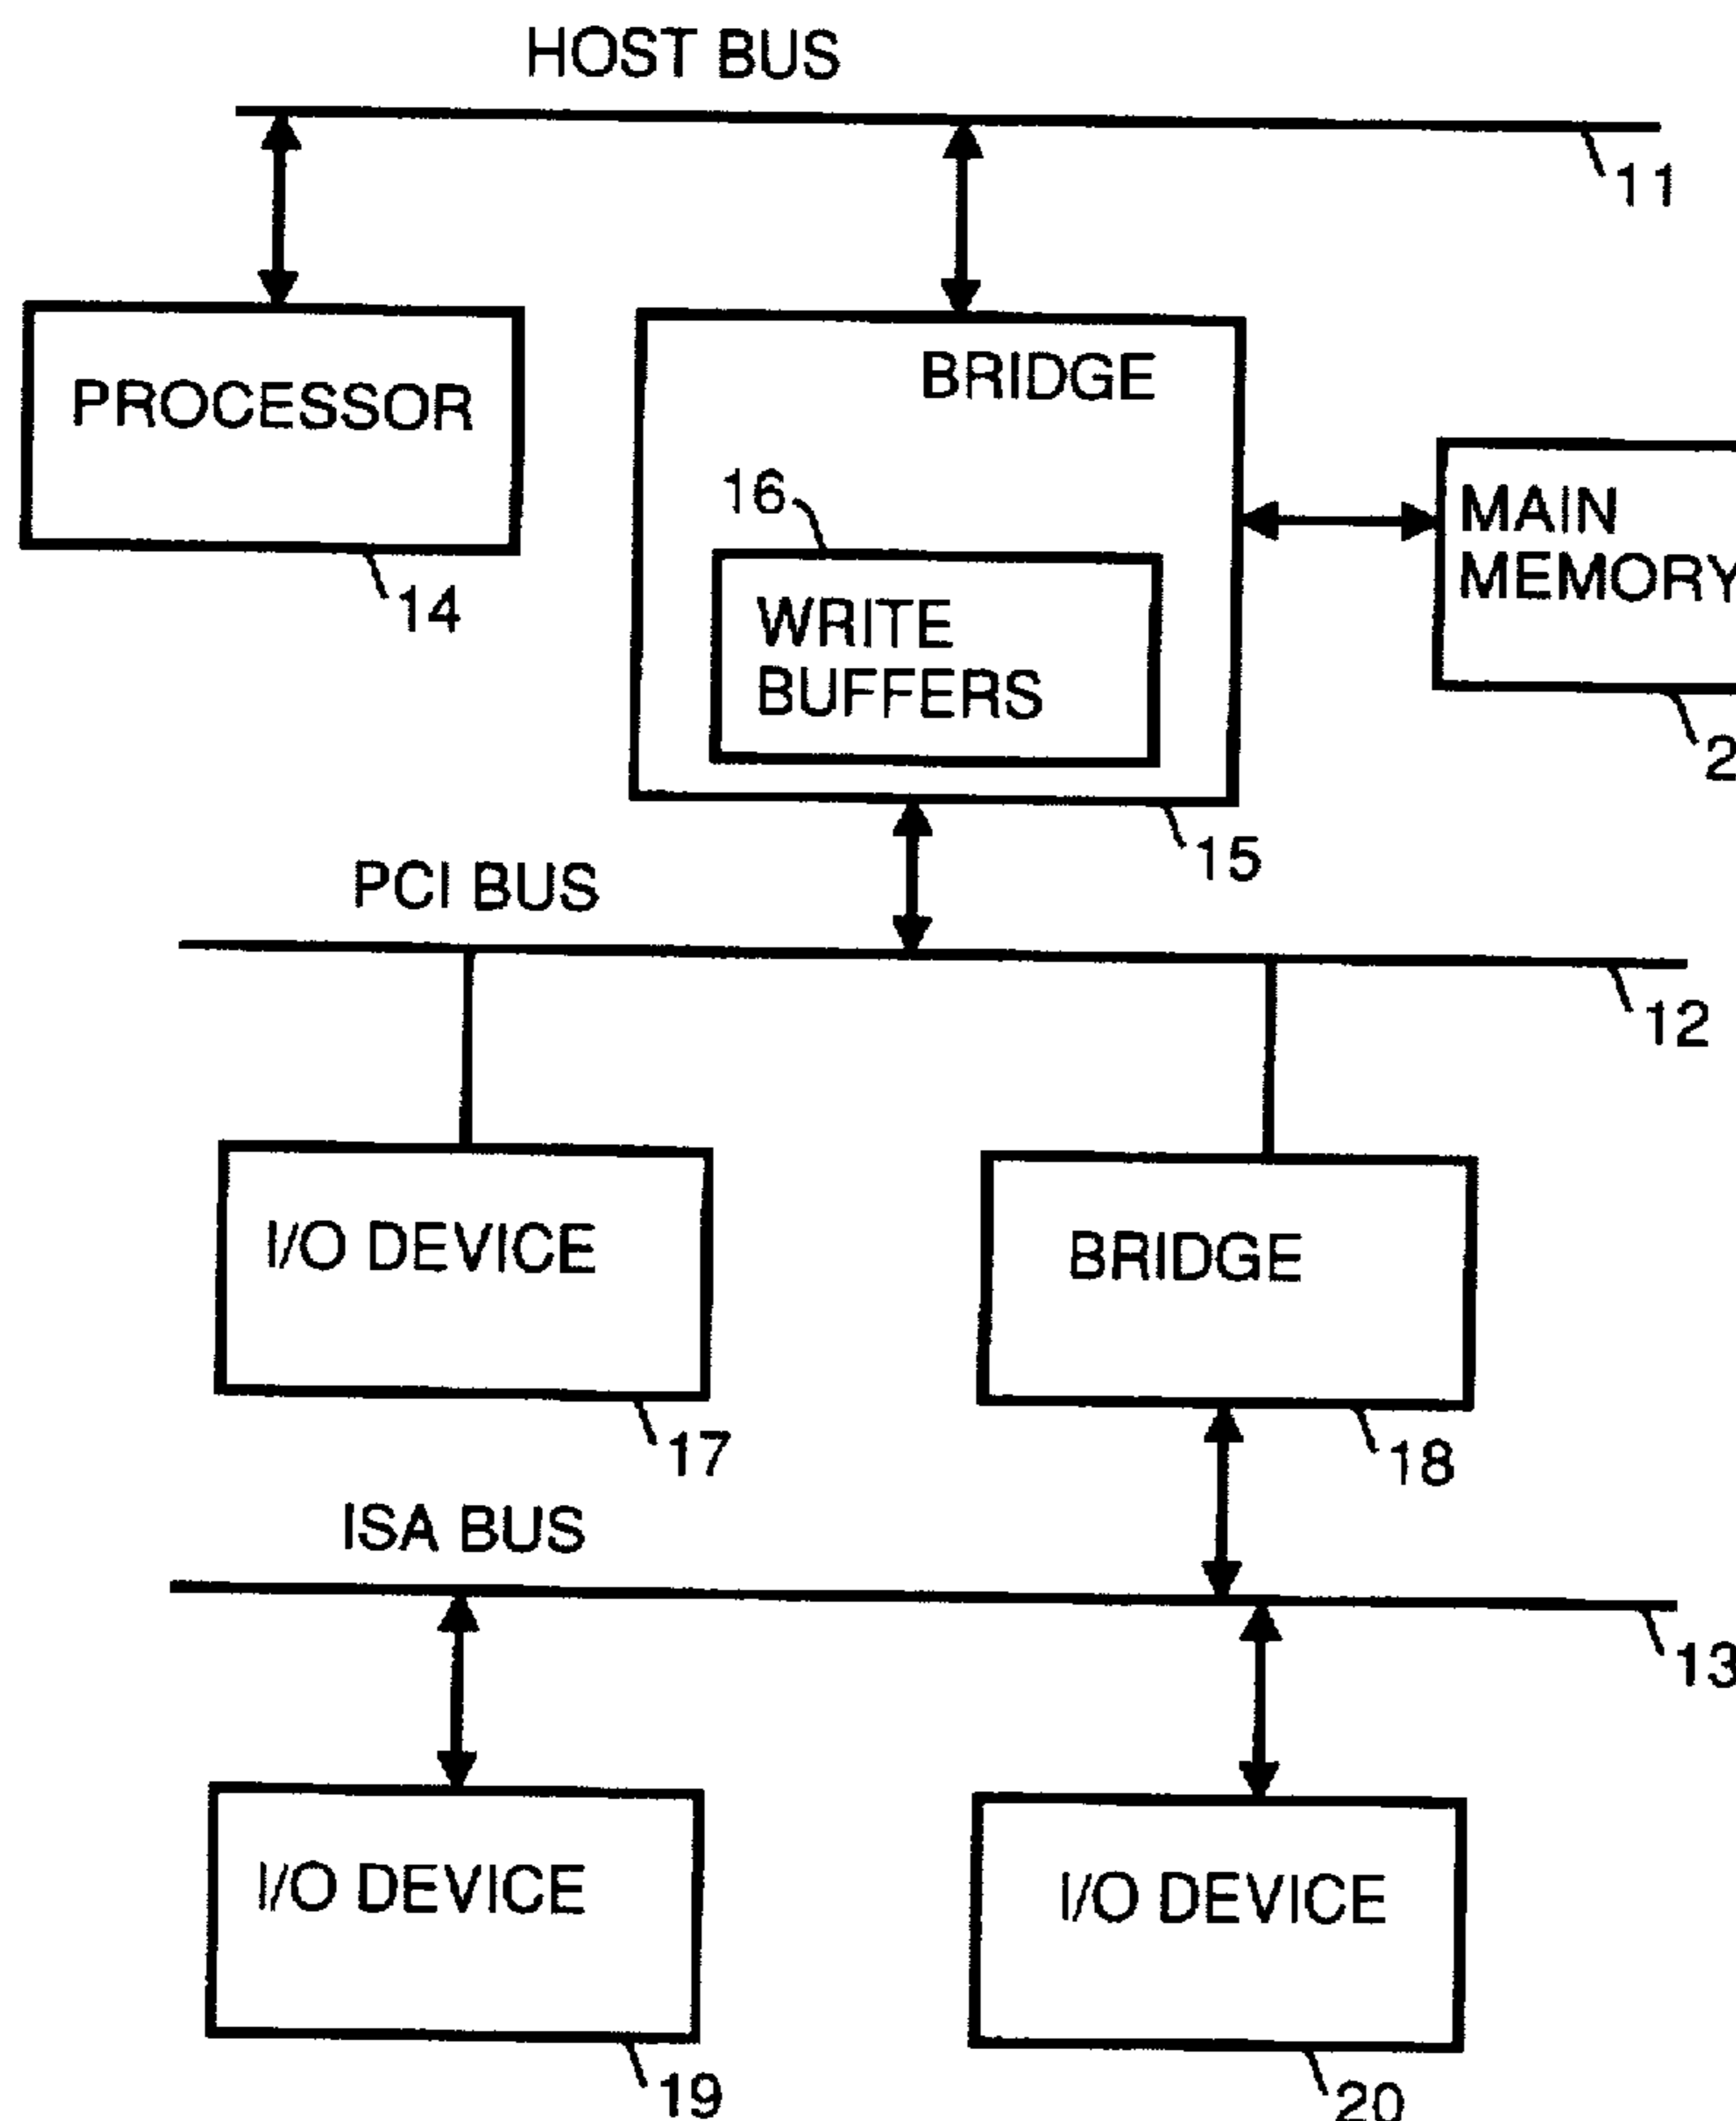 HOST BUS
11
PROCESSOR
14
BRIDGE
16
WRITE
BUFFERS
15
MAIN
MEMORY
PCI BUS
12
I/O DEVICE
17
BRIDGE
18
ISA BUS
13
I/O DEVICE
19
I/O DEVICE
20